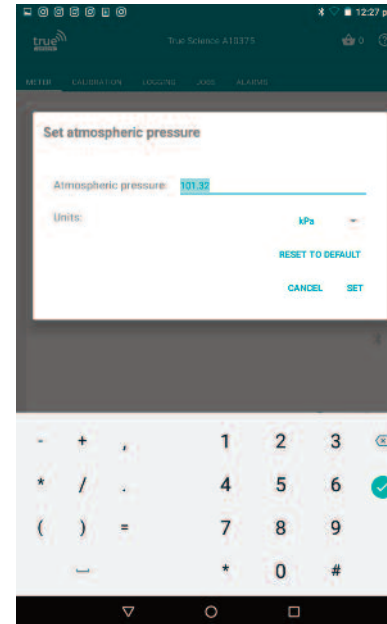 12:27 p
true
True Science A10375
0
METER CALIBRATION LOGGING JOBS ALARMS
Set atmospheric pressure
Atmospheric pressure 101.32
Units: kPa
RESET TO DEFAULT
CANCEL SET
- + , 1 2 3
* / . 4 5 6
( ) = 7 8 9
* 0 #